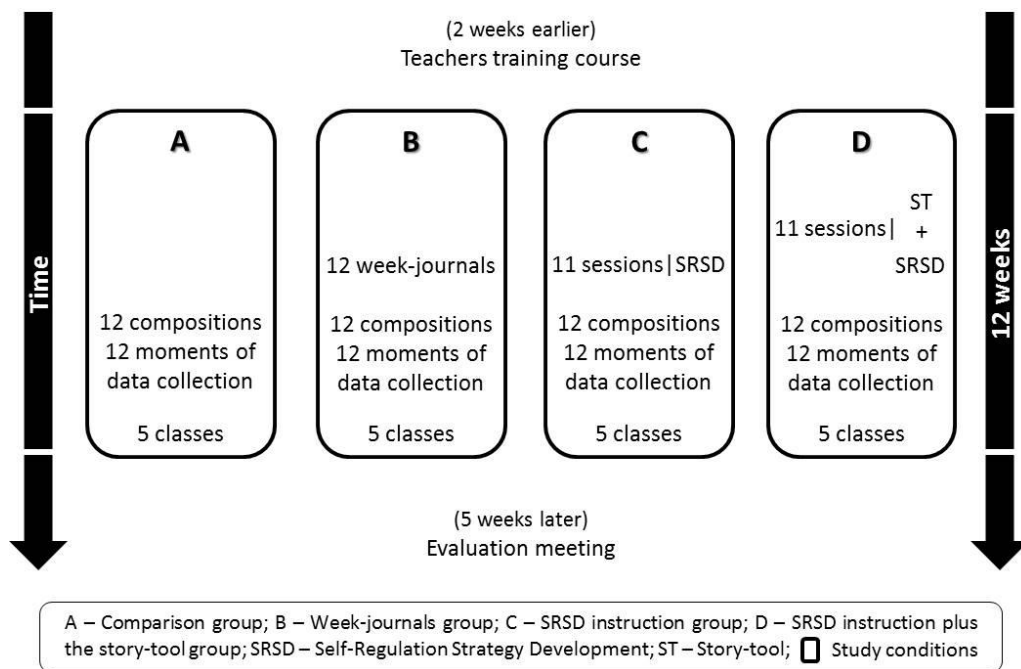 (2 weeks earlier)
Teachers training course
Time
A
12 compositions
12 moments of
data collection
5 classes
B
12 week-journals
12 compositions
12 moments of
data collection
5 classes
C
11 sessions|SRSD
12 compositions
12 moments of
data collection
5 classes
D
ST
11 sessions| +
SRSD
12 compositions
12 moments of
data collection
5 classes
12 weeks
(5 weeks later)
Evaluation meeting
A – Comparison group; B – Week-journals group; C – SRSD instruction group; D – SRSD instruction plus
the story-tool group; SRSD – Self-Regulation Strategy Development; ST – Story-tool; Study conditions